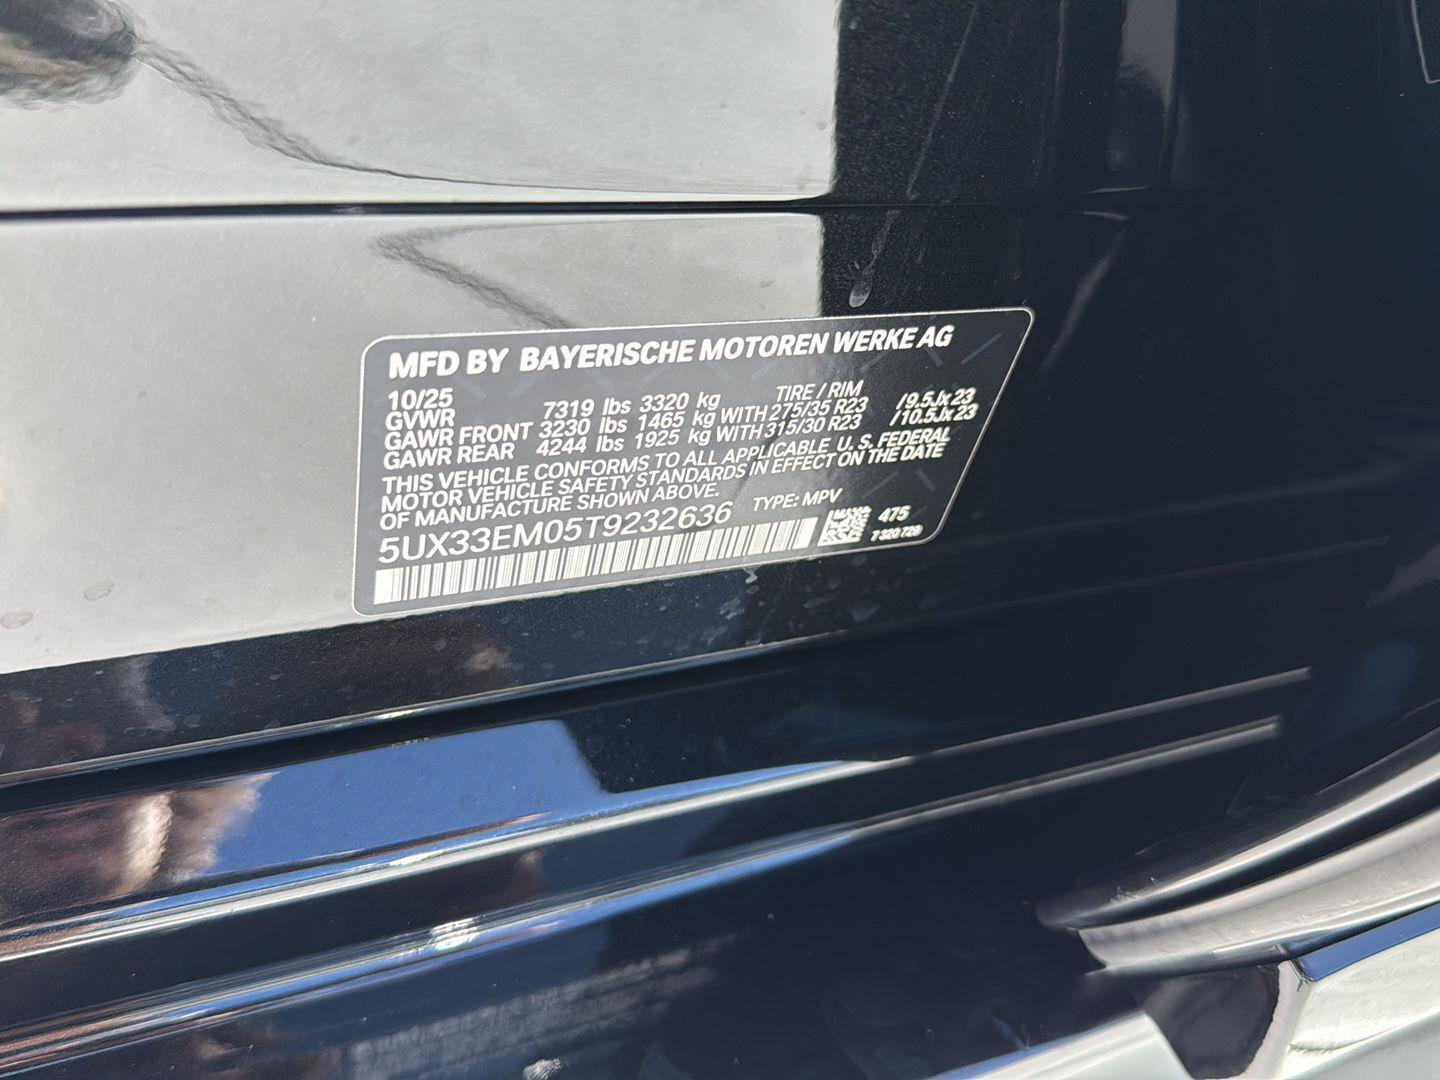 MFD BY BAYERISCHE MOTOREN WERKE AG
10/25 TIRE / RIM
GVWR 7319 lbs 3320 kg
GAWR FRONT 3230 lbs 1465 kg WITH 275/35 R23 /9.5Jx23
GAWR REAR 4244 lbs 1925 kg WITH 315/30 R23 /10.5Jx23
THIS VEHICLE CONFORMS TO ALL APPLICABLE U. S. FEDERAL
MOTOR VEHICLE SAFETY STANDARDS IN EFFECT ON THE DATE
OF MANUFACTURE SHOWN ABOVE. TYPE: MPV
5UX33EM05T9232636
475
7 320 729